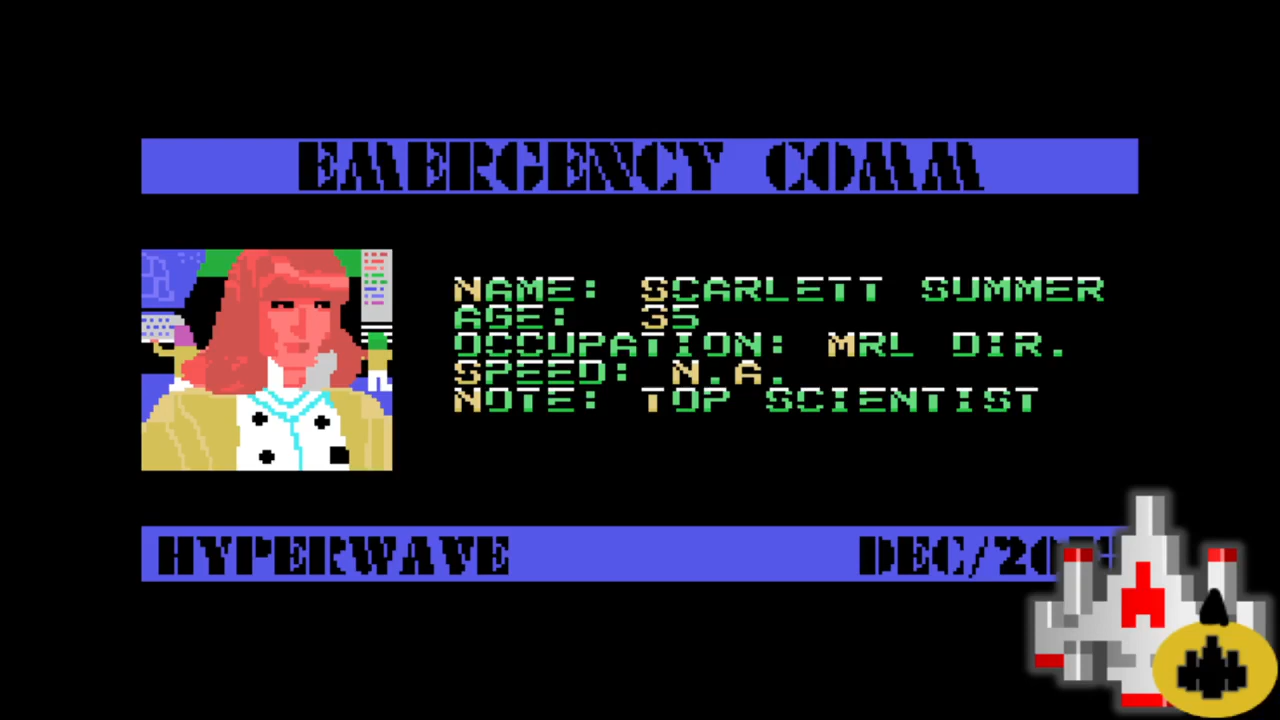 EMERGENCY COMM
NAME: SCARLETT SUMMER
AGE: 35
OCCUPATION: MRL DIR.
SPEED: N.A.
NOTE: TOP SCIENTIST
HYPERWAVE